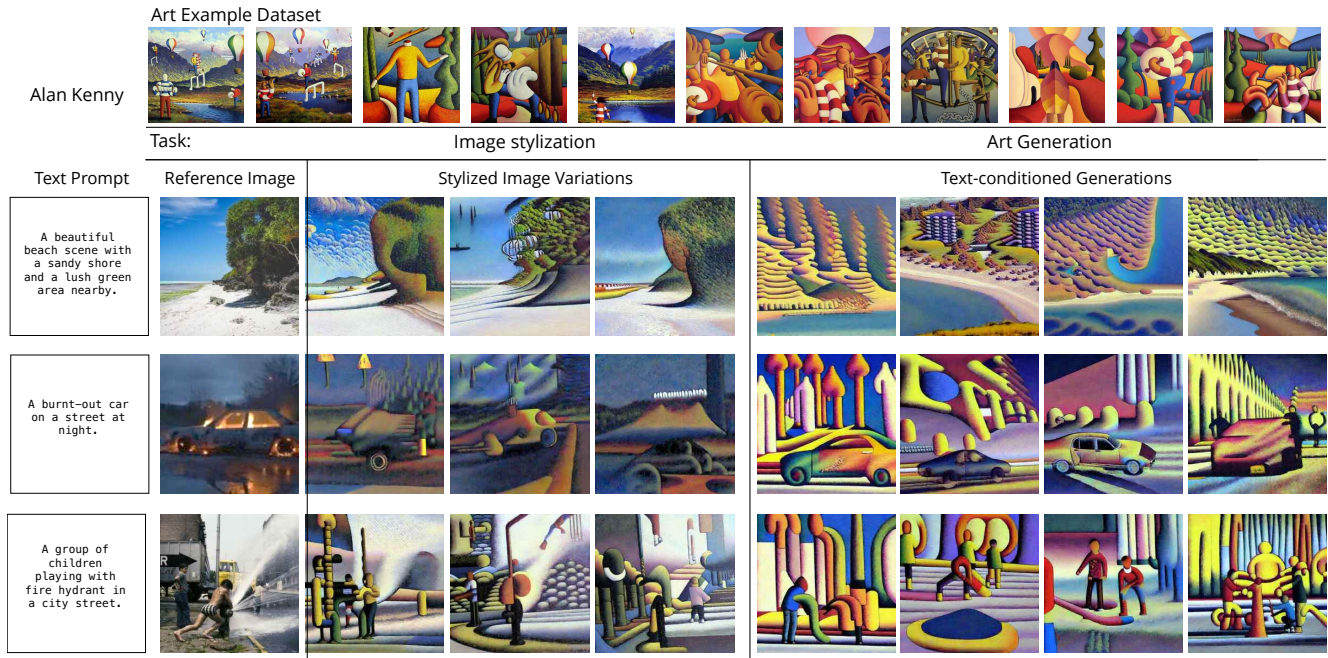 Art Example Dataset
Alan Kenny
Task:
Image stylization
Art Generation
Text Prompt
Reference Image
Stylized Image Variations
Text-conditioned Generations
A beautiful
beach scene with
a sandy shore
and a lush green
area nearby.
A burnt-out car
on a street at
night.
A group of
children
playing with
fire hydrant in
a city street.